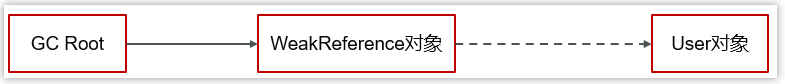 GC Root
WeakReference对象
User对象